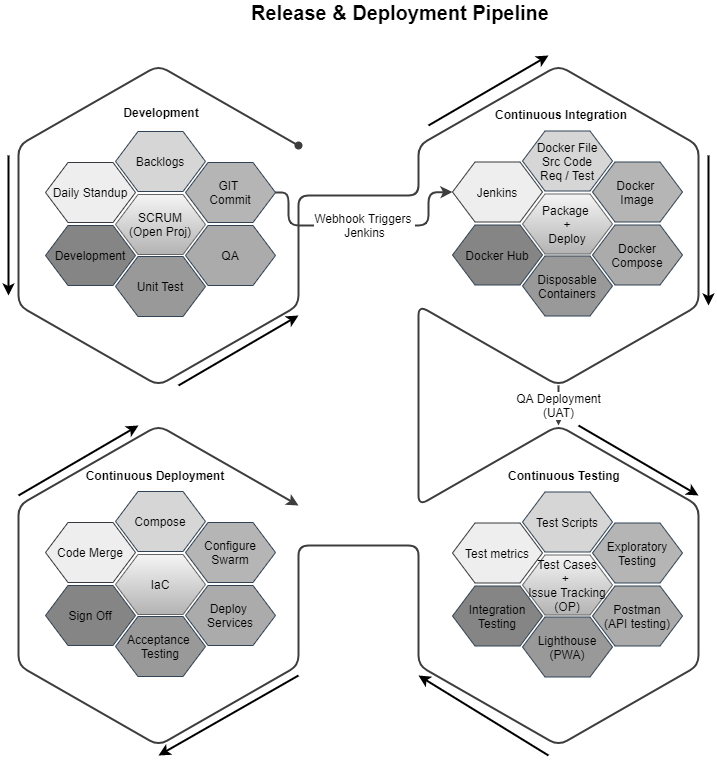 Release & Deployment Pipeline
Development
Backlogs
Daily Standup
GIT
Commit
SCRUM
(Open Proj)
Development
QA
Unit Test
Webhook Triggers
Jenkins
Continuous Integration
Docker File
Src Code
Req / Test
Jenkins
Docker
Image
Package
+
Deploy
Docker Hub
Docker
Compose
Disposable
Containers
QA Deployment
(UAT)
Continuous Deployment
Compose
Code Merge
Configure
Swarm
IaC
Sign Off
Deploy
Services
Acceptance
Testing
Continuous Testing
Test Scripts
Test metrics
Exploratory
Testing
Test Cases
+
Issue Tracking
(OP)
Integration
Testing
Postman
(API testing)
Lighthouse
(PWA)